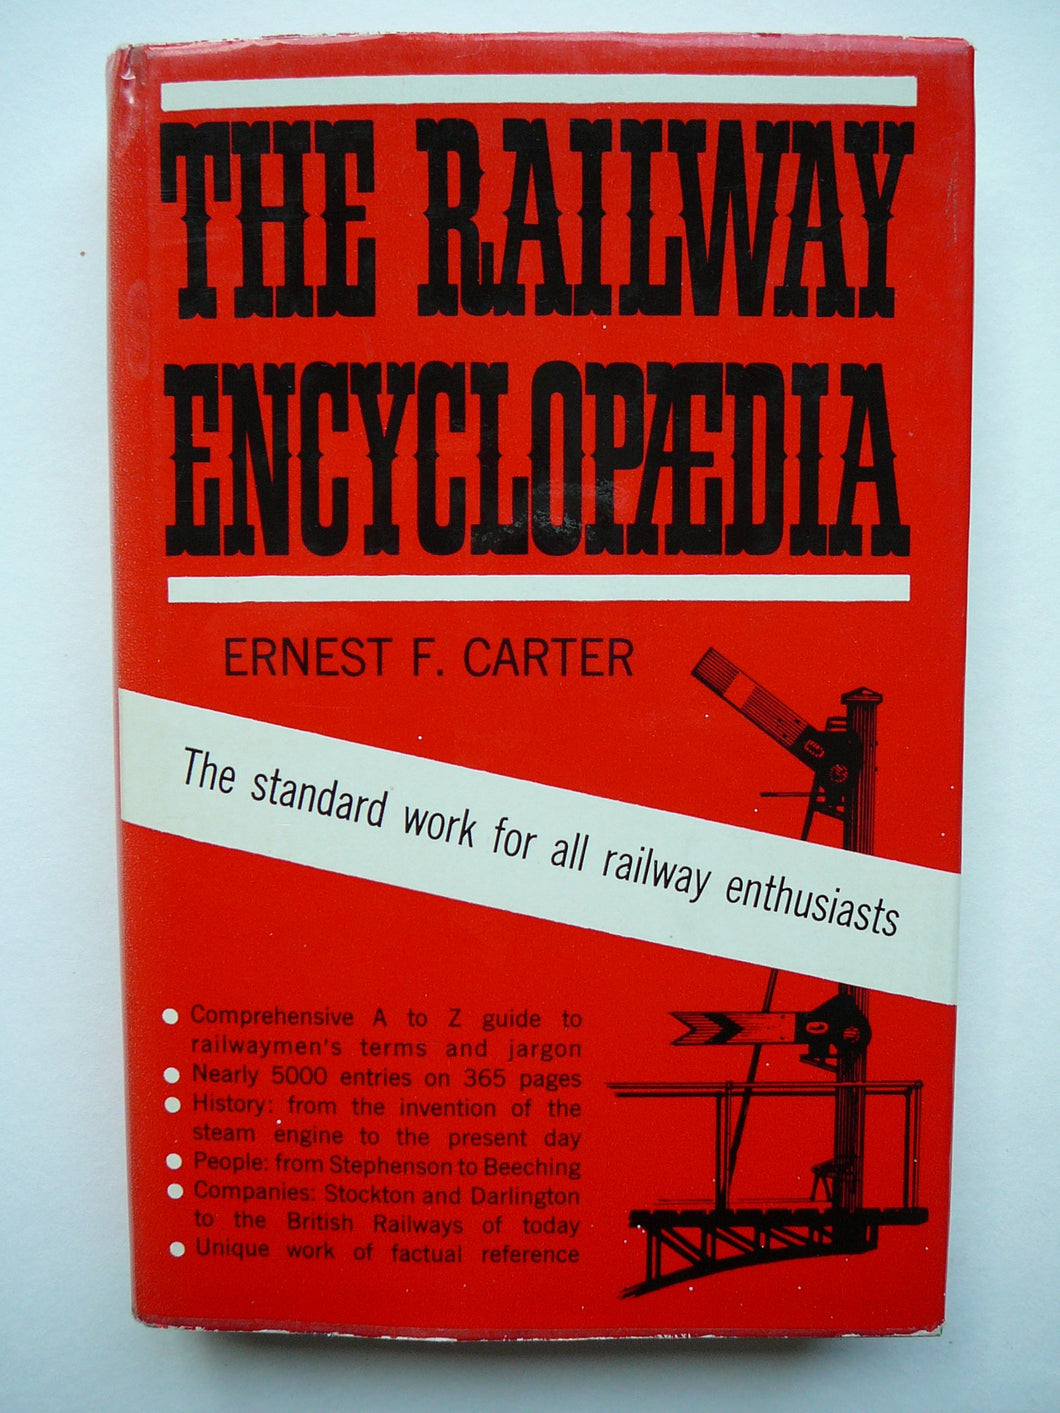 THE RAILWAY
ENCYCLOPÆDIA
ERNEST F. CARTER
The standard work for all railway enthusiasts
Comprehensive A to Z guide to
railwaymen's terms and jargon
Nearly 5000 entries on 365 pages
History: from the invention of the
steam engine to the present day
People: from Stephenson to Beeching
Companies: Stockton and Darlington
to the British Railways of today
Unique work of factual reference